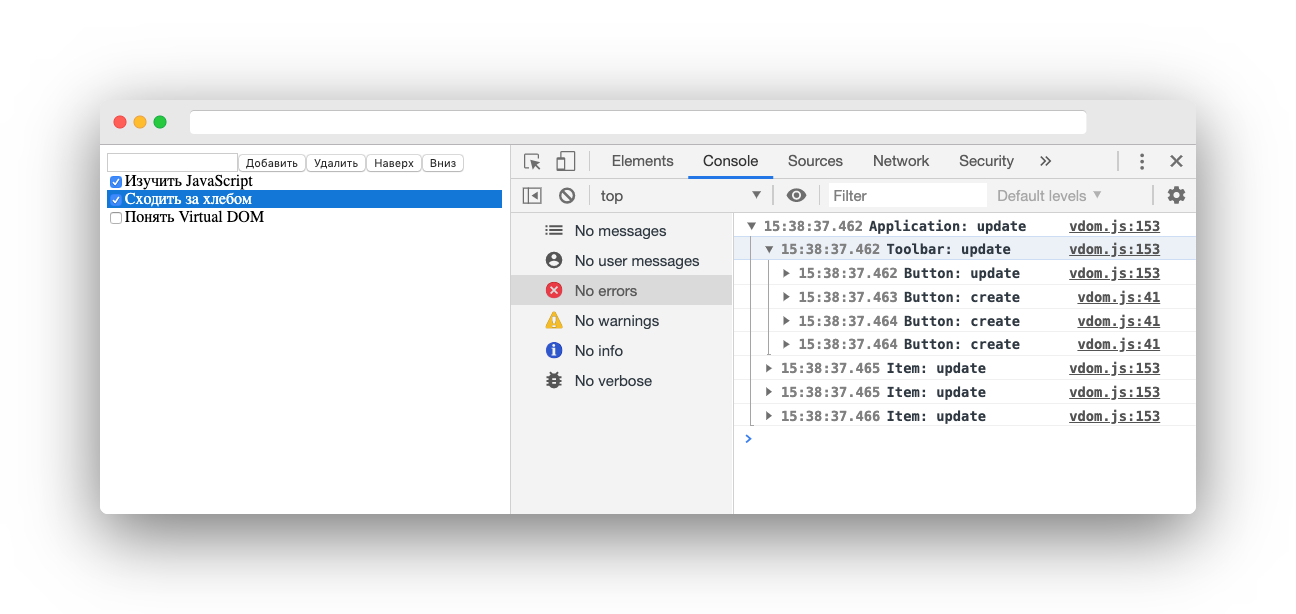 Добавить Удалить Наверх Вниз
Изучить JavaScript
Сходить за хлебом
Понять Virtual DOM
Elements Console Sources Network Security »
top Filter Default levels
No messages
No user messages
No errors
No warnings
No info
No verbose
15:38:37.462 Application: update vdom.js:153
15:38:37.462 Toolbar: update vdom.js:153
15:38:37.462 Button: update vdom.js:153
15:38:37.463 Button: create vdom.js:41
15:38:37.464 Button: create vdom.js:41
15:38:37.464 Button: create vdom.js:41
15:38:37.465 Item: update vdom.js:153
15:38:37.465 Item: update vdom.js:153
15:38:37.466 Item: update vdom.js:153